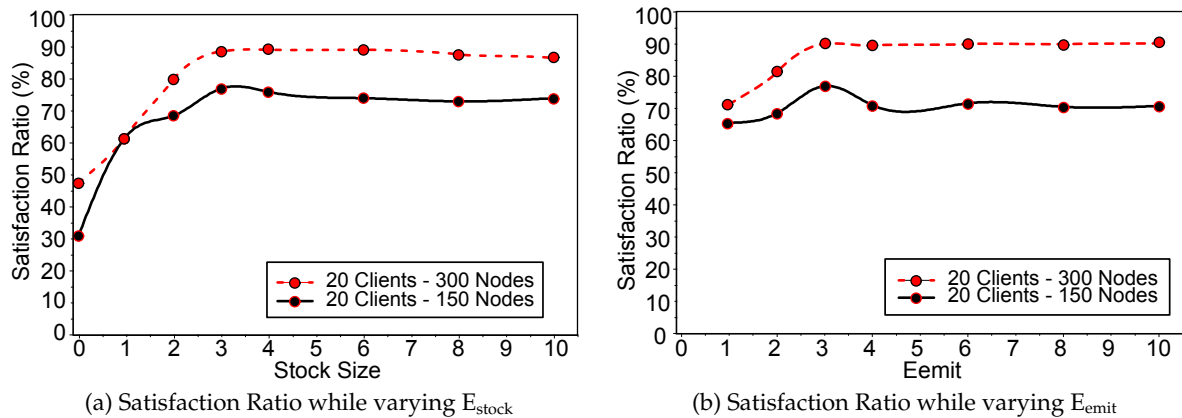 100
90
80
70
60
50
40
30
20
10
0
Satisfaction Ratio (%)
20 Clients - 300 Nodes
20 Clients - 150 Nodes
0 1 2 3 4 5 6 7 8 9 10
Stock Size
(a) Satisfaction Ratio while varying Estock
100
90
80
70
60
50
40
30
20
10
0
Satisfaction Ratio (%)
20 Clients - 300 Nodes
20 Clients - 150 Nodes
0 1 2 3 4 5 6 7 8 9 10
Eemit
(b) Satisfaction Ratio while varying Eemit